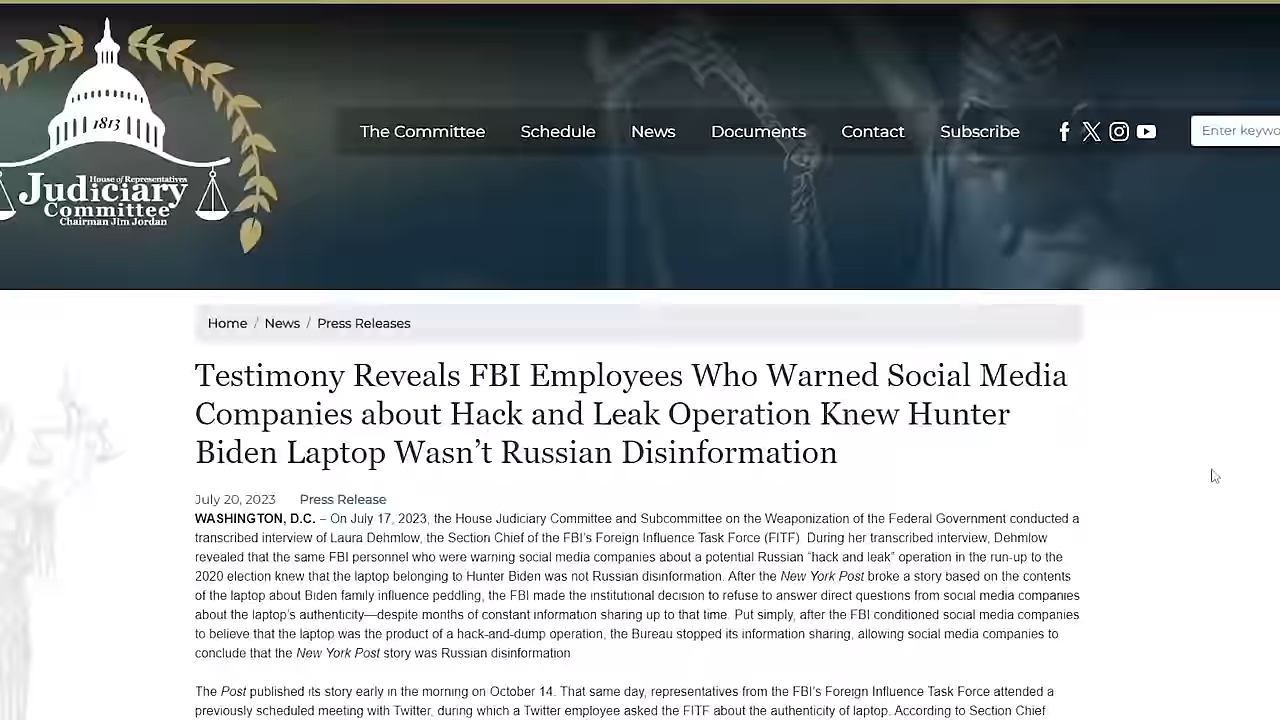 1813
House of Representatives
Judiciary
Committee
Chairman Jim Jordan
The Committee Schedule News Documents Contact Subscribe
Enter keywo
Home / News / Press Releases
Testimony Reveals FBI Employees Who Warned Social Media
Companies about Hack and Leak Operation Knew Hunter
Biden Laptop Wasn’t Russian Disinformation
July 20, 2023 Press Release
WASHINGTON, D.C. – On July 17, 2023, the House Judiciary Committee and Subcommittee on the Weaponization of the Federal Government conducted a
transcribed interview of Laura Dehmlow, the Section Chief of the FBI’s Foreign Influence Task Force (FITF). During her transcribed interview, Dehmlow
revealed that the same FBI personnel who were warning social media companies about a potential Russian “hack and leak” operation in the run-up to the
2020 election knew that the laptop belonging to Hunter Biden was not Russian disinformation. After the New York Post broke a story based on the contents
of the laptop about Biden family influence peddling, the FBI made the institutional decision to refuse to answer direct questions from social media companies
about the laptop’s authenticity—despite months of constant information sharing up to that time. Put simply, after the FBI conditioned social media companies
to believe that the laptop was the product of a hack-and-dump operation, the Bureau stopped its information sharing, allowing social media companies to
conclude that the New York Post story was Russian disinformation
The Post published its story early in the morning on October 14. That same day, representatives from the FBI’s Foreign Influence Task Force attended a
previously scheduled meeting with Twitter, during which a Twitter employee asked the FITF about the authenticity of laptop. According to Section Chief